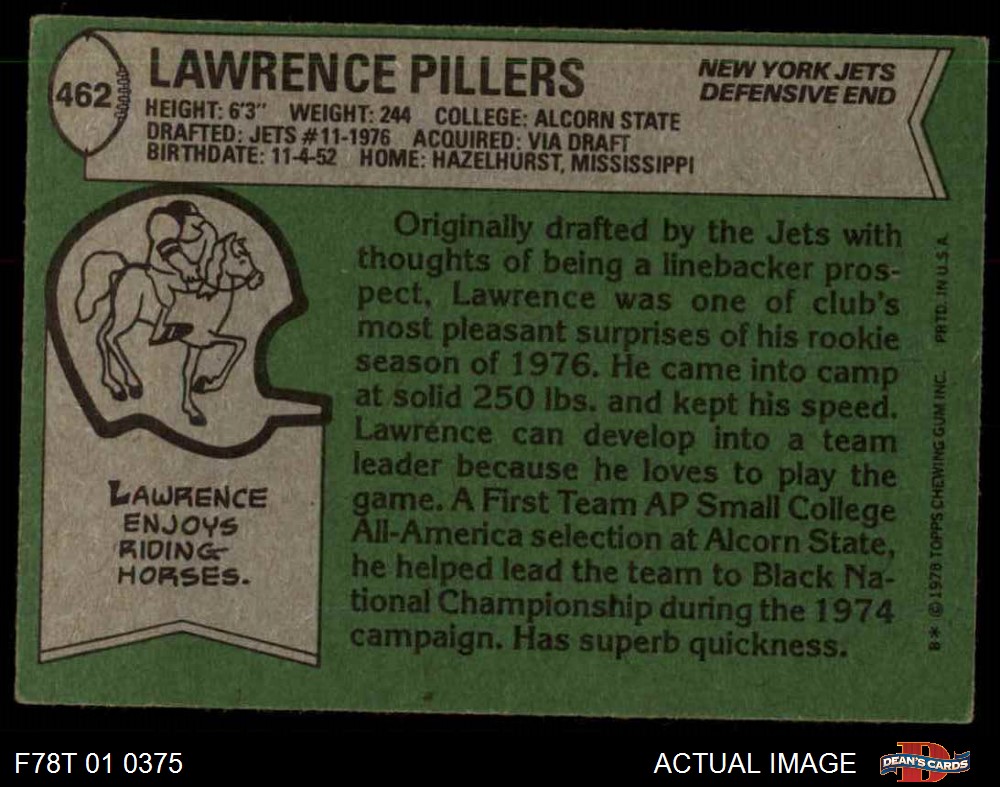 462
LAWRENCE PILLERS
NEW YORK JETS
DEFENSIVE END
HEIGHT: 6'3" WEIGHT: 244 COLLEGE: ALCORN STATE
DRAFTED: JETS #11-1976 ACQUIRED: VIA DRAFT
BIRTHDATE: 11-4-52 HOME: HAZELHURST, MISSISSIPPI
Originally drafted by the Jets with
thoughts of being a linebacker pros-
pect, Lawrence was one of club's
most pleasant surprises of his rookie
season of 1976. He came into camp
at solid 250 lbs. and kept his speed.
Lawrence can develop into a team
leader because he loves to play the
game. A First Team AP Small College
All-America selection at Alcorn State,
he helped lead the team to Black Na-
tional Championship during the 1974
campaign. Has superb quickness.
LAWRENCE
ENJOYS
RIDING
HORSES.
B* © 1978 TOPPS CHEWING GUM INC. PRTD. IN U.S.A.
F78T 01 0375
ACTUAL IMAGE
DEAN'S CARDS